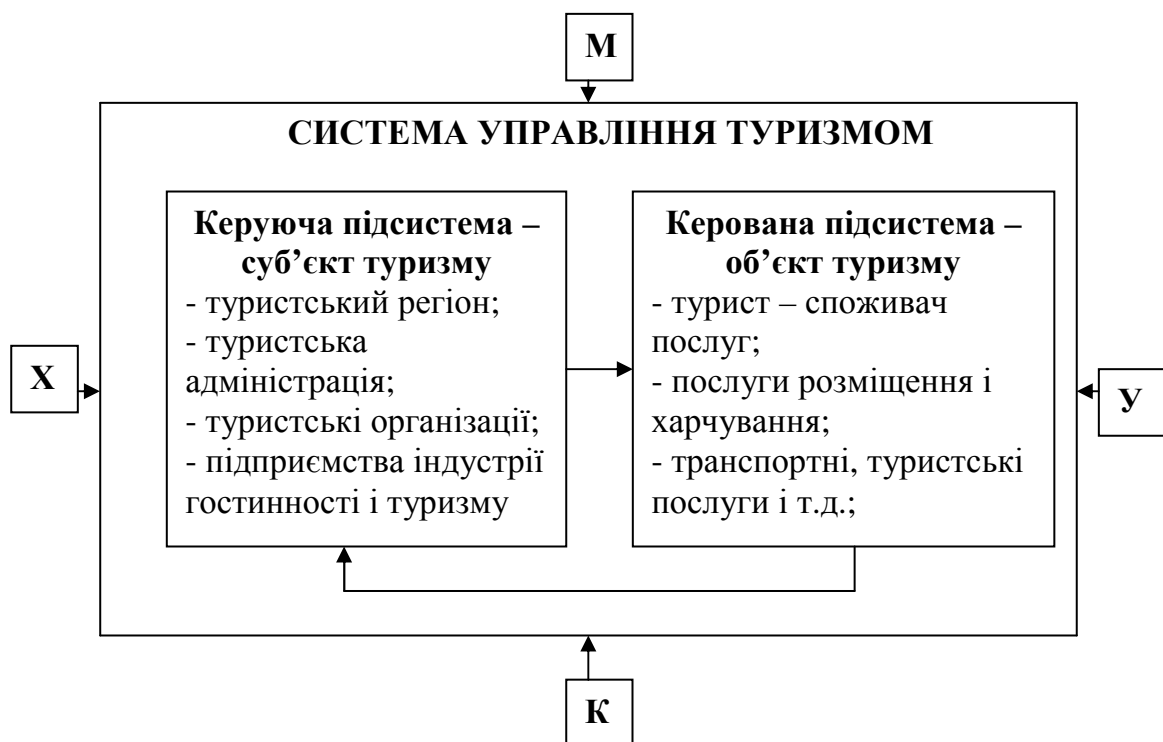 М
СИСТЕМА УПРАВЛІННЯ ТУРИЗМОМ
Керуюча підсистема –
суб’єкт туризму
- туристський регіон;
- туристська
адміністрація;
- туристські організації;
- підприємства індустрії
гостинності і туризму
Керована підсистема –
об’єкт туризму
- турист – споживач
послуг;
- послуги розміщення і
харчування;
- транспортні, туристські
послуги і т.д.;
Х
У
К